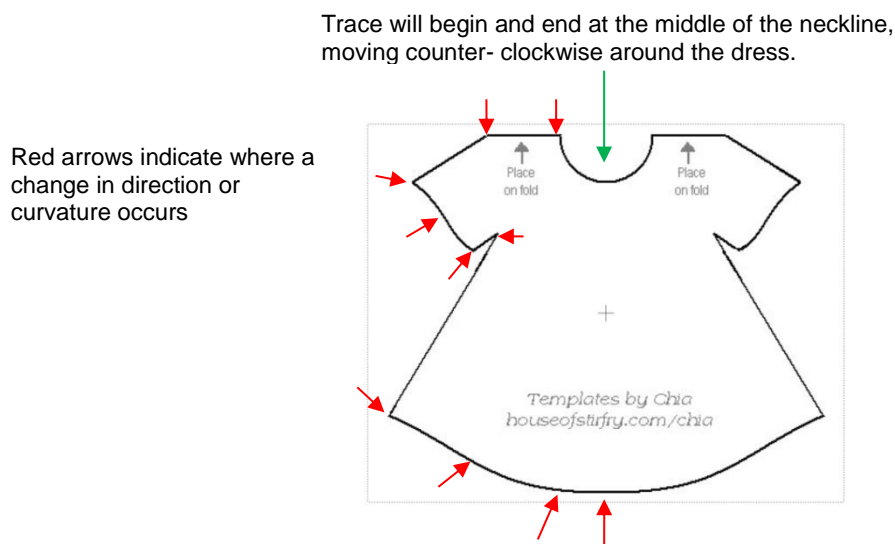 Trace will begin and end at the middle of the neckline,
moving counter- clockwise around the dress.
Red arrows indicate where a
change in direction or
curvature occurs
Place
on fold
Place
on fold
Templates by Chia
houseofstirfry.com/chia